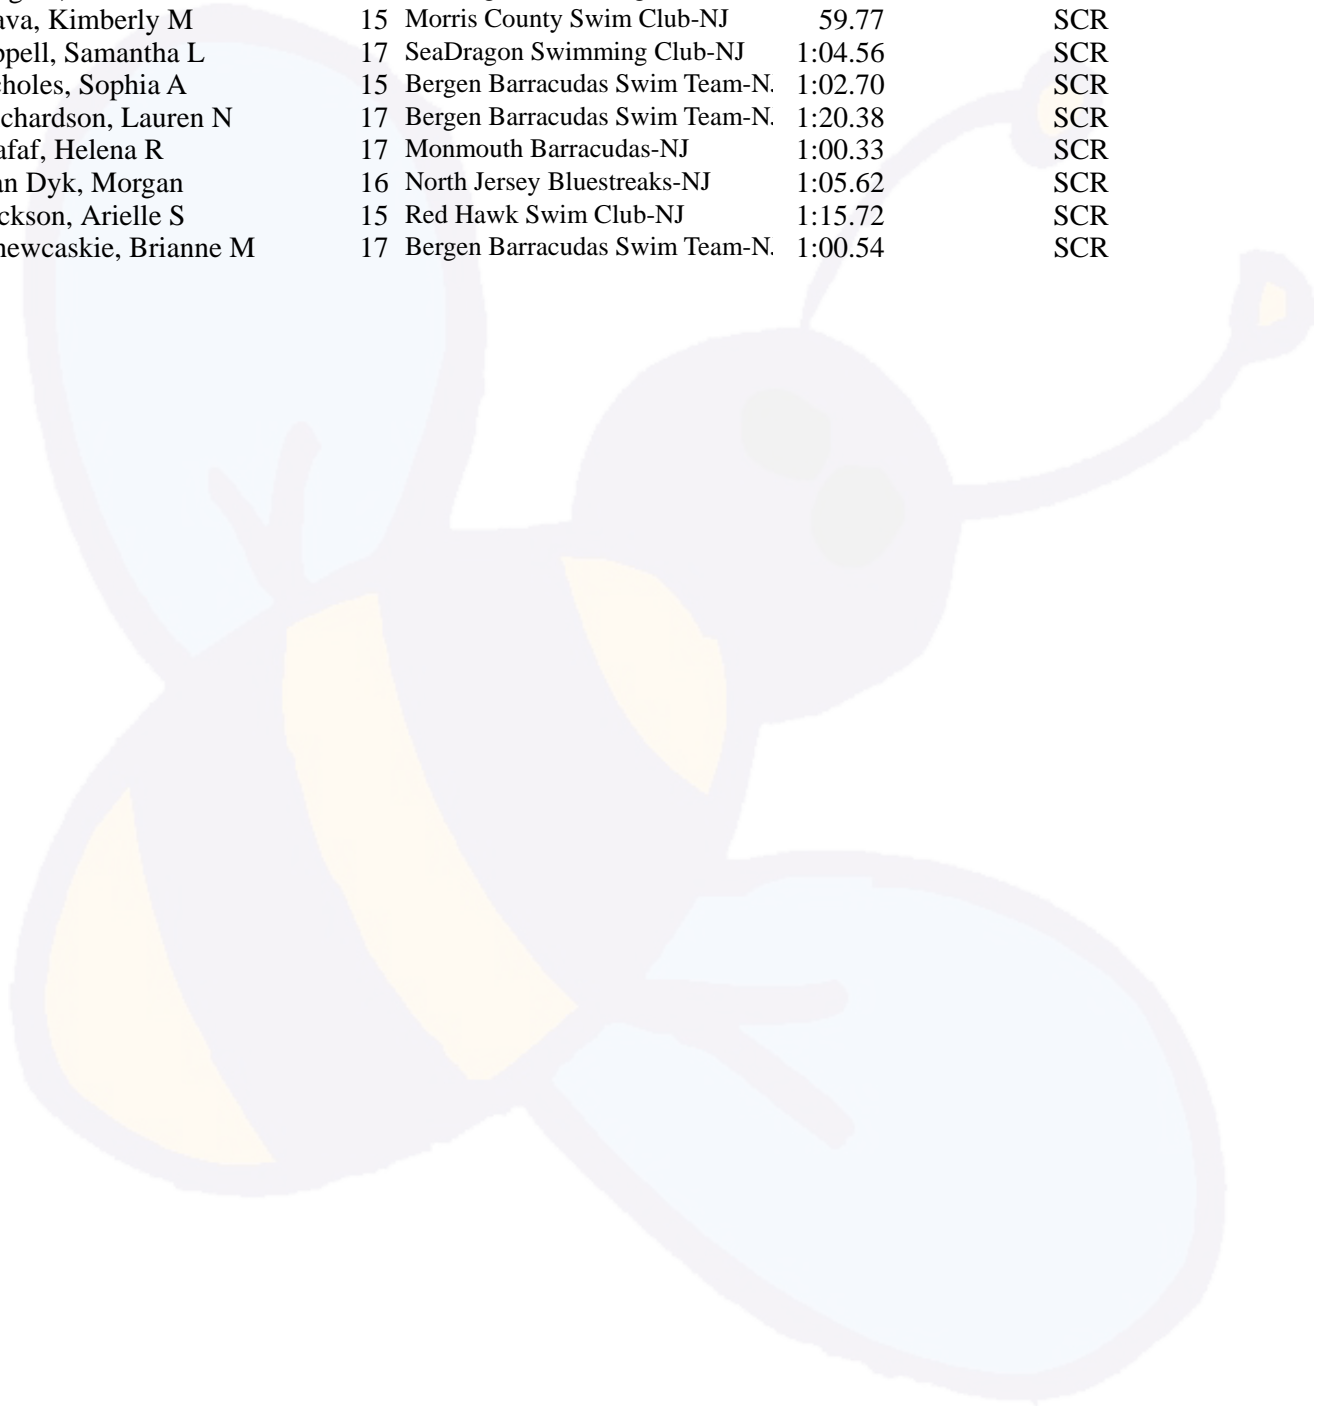 ava, Kimberly M 15 Morris County Swim Club-NJ 59.77 SCR
ppell, Samantha L 17 SeaDragon Swimming Club-NJ 1:04.56 SCR
holes, Sophia A 15 Bergen Barracudas Swim Team-N. 1:02.70 SCR
chardson, Lauren N 17 Bergen Barracudas Swim Team-N. 1:20.38 SCR
afaf, Helena R 17 Monmouth Barracudas-NJ 1:00.33 SCR
an Dyk, Morgan 16 North Jersey Bluestreaks-NJ 1:05.62 SCR
ckson, Arielle S 15 Red Hawk Swim Club-NJ 1:15.72 SCR
newcaskie, Brianne M 17 Bergen Barracudas Swim Team-N. 1:00.54 SCR